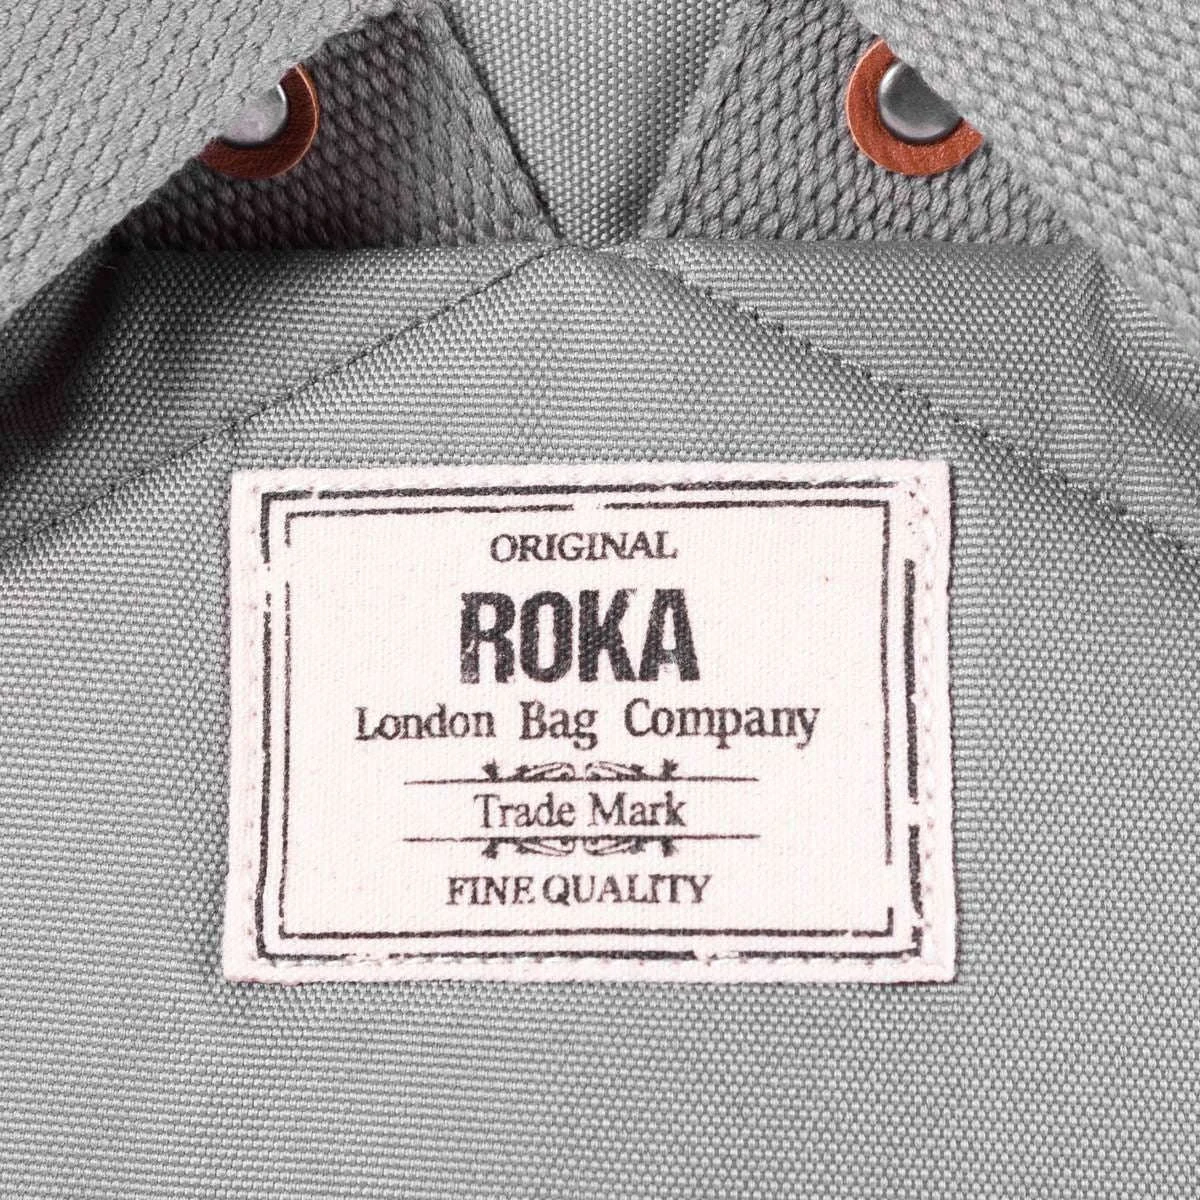 ORIGINAL
ROKA
London Bag Company
Trade Mark
FINE QUALITY